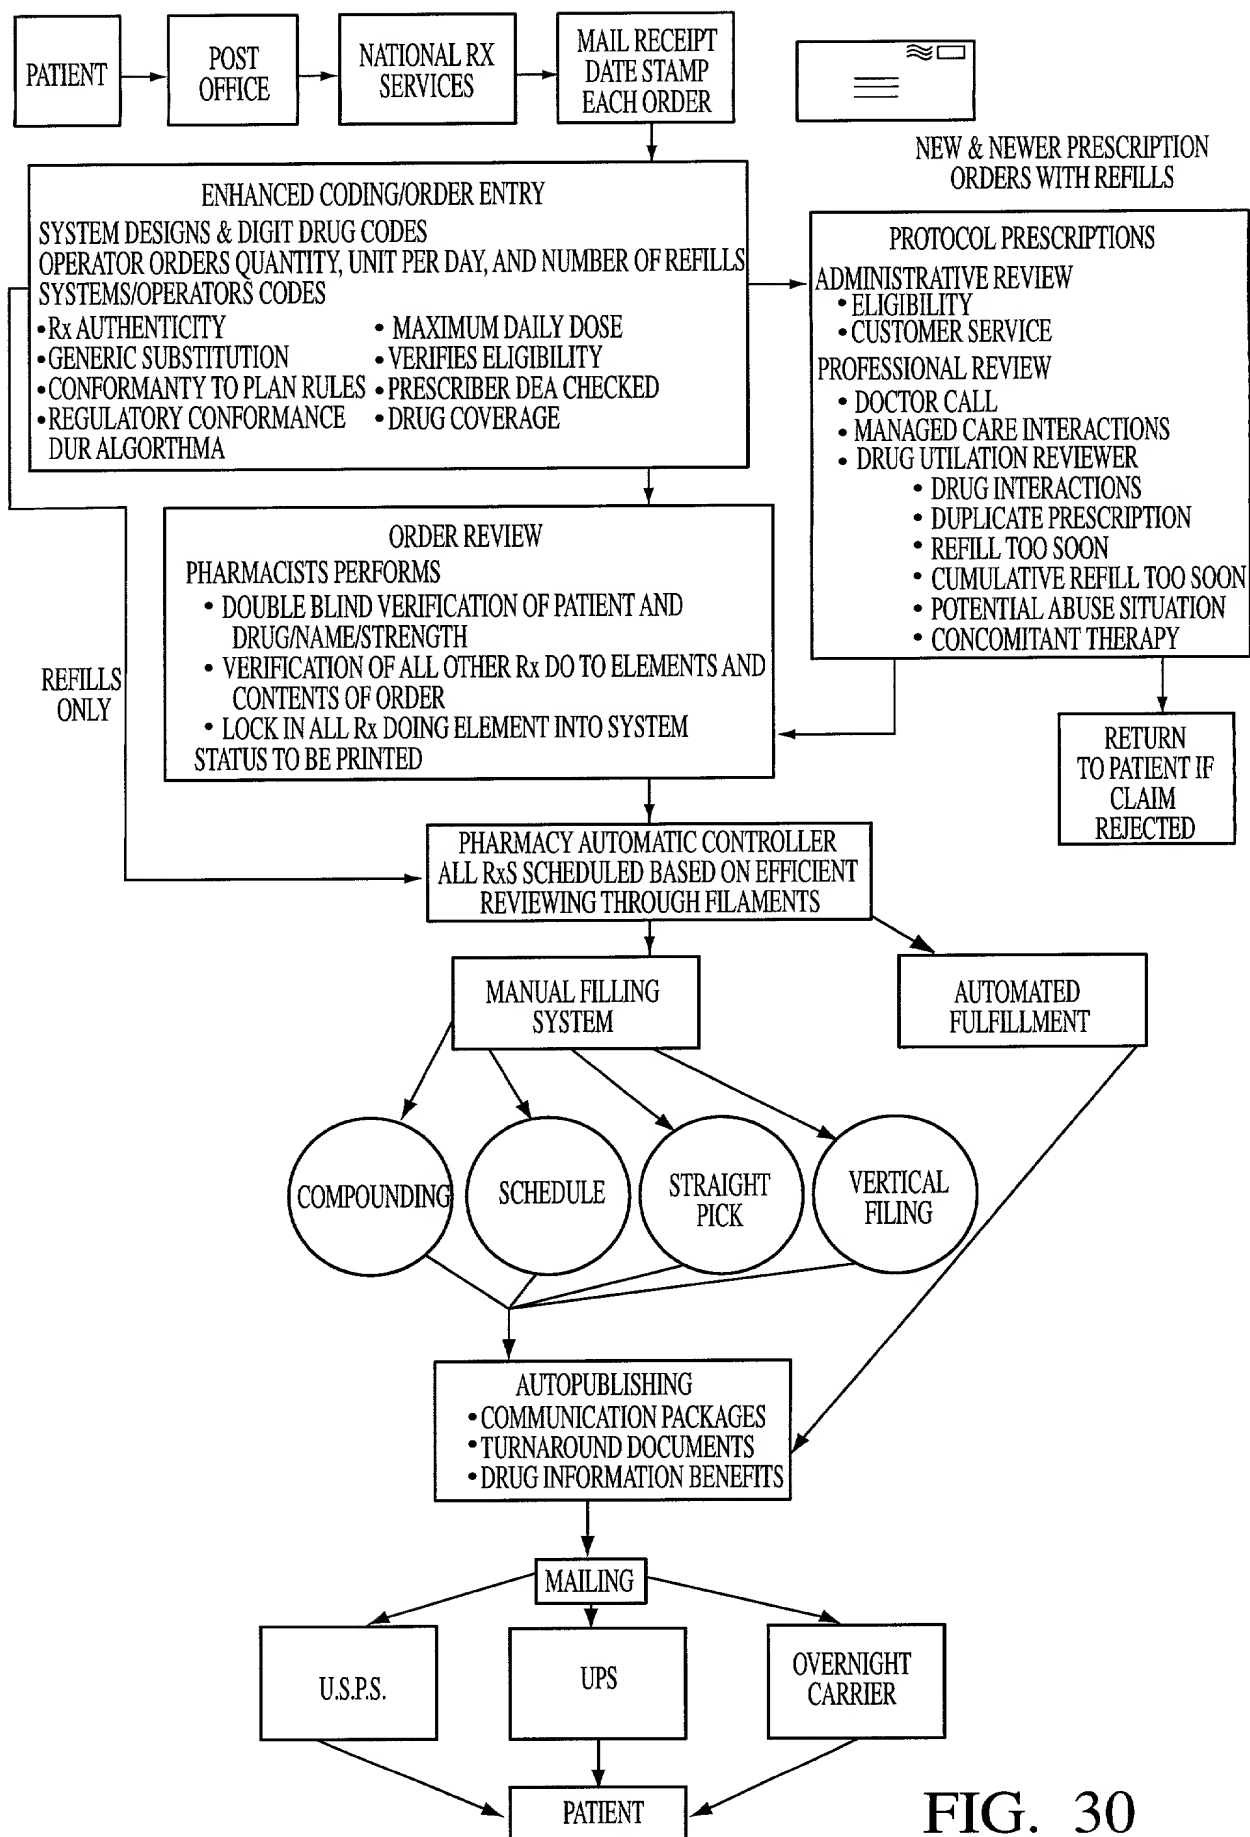 PATIENT
POST
OFFICE
NATIONAL RX
SERVICES
MAIL RECEIPT
DATE STAMP
EACH ORDER
NEW & NEWER PRESCRIPTION
ORDERS WITH REFILLS
ENHANCED CODING/ORDER ENTRY
SYSTEM DESIGNS & DIGIT DRUG CODES
OPERATOR ORDERS QUANTITY, UNIT PER DAY, AND NUMBER OF REFILLS
SYSTEMS/OPERATORS CODES
• Rx AUTHENTICITY
• GENERIC SUBSTITUTION
• CONFORMANTY TO PLAN RULES
• REGULATORY CONFORMANCE
DUR ALGORTHMA
• MAXIMUM DAILY DOSE
• VERIFIES ELIGIBILITY
• PRESCRIBER DEA CHECKED
• DRUG COVERAGE
PROTOCOL PRESCRIPTIONS
ADMINISTRATIVE REVIEW
• ELIGIBILITY
• CUSTOMER SERVICE
PROFESSIONAL REVIEW
• DOCTOR CALL
• MANAGED CARE INTERACTIONS
• DRUG UTILATION REVIEWER
• DRUG INTERACTIONS
• DUPLICATE PRESCRIPTION
• REFILL TOO SOON
• CUMULATIVE REFILL TOO SOON
• POTENTIAL ABUSE SITUATION
• CONCOMITANT THERAPY
ORDER REVIEW
PHARMACISTS PERFORMS
• DOUBLE BLIND VERIFICATION OF PATIENT AND
DRUG/NAME/STRENGTH
• VERIFICATION OF ALL OTHER Rx DO TO ELEMENTS AND
CONTENTS OF ORDER
• LOCK IN ALL Rx DOING ELEMENT INTO SYSTEM
STATUS TO BE PRINTED
REFILLS
ONLY
RETURN
TO PATIENT IF
CLAIM
REJECTED
PHARMACY AUTOMATIC CONTROLLER
ALL RxS SCHEDULED BASED ON EFFICIENT
REVIEWING THROUGH FILAMENTS
MANUAL FILLING
SYSTEM
AUTOMATED
FULFILLMENT
COMPOUNDING
SCHEDULE
STRAIGHT
PICK
VERTICAL
FILING
AUTOPUBLISHING
• COMMUNICATION PACKAGES
• TURNAROUND DOCUMENTS
• DRUG INFORMATION BENEFITS
MAILING
U.S.P.S.
UPS
OVERNIGHT
CARRIER
PATIENT
FIG. 30